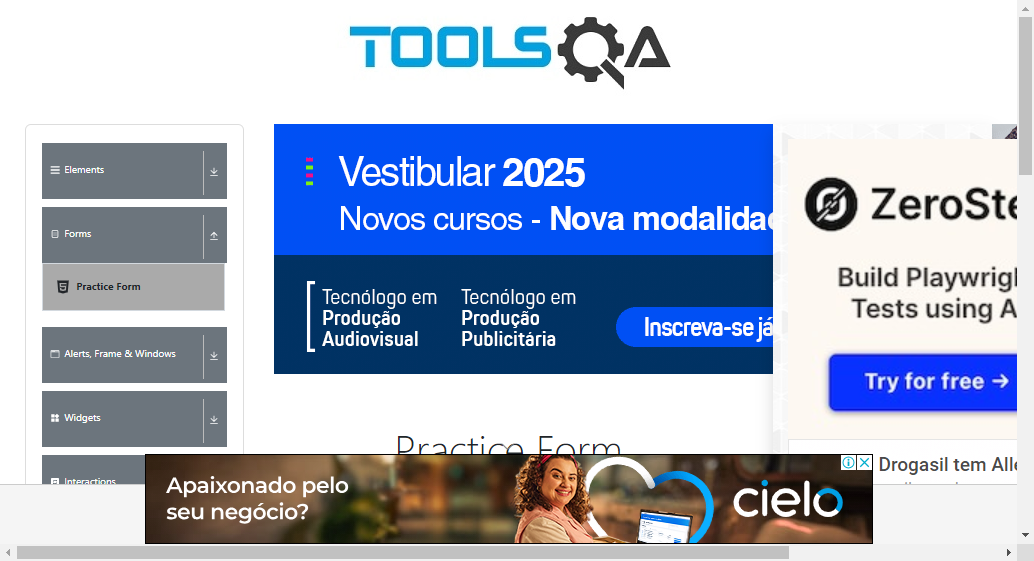 TOOLSQA
Elements
Forms
Practice Form
Alerts, Frame & Windows
Widgets
Interactions
Vestibular 2025
Novos cursos - Nova modalidad
Tecnólogo em
Produção
Audiovisual
Tecnólogo em
Produção
Publicitária
Inscreva-se já
ZeroSte
Build Playwrigh
Tests using A
Try for free →
Drogasil tem Alle
Practice Form
Apaixonado pelo
seu negócio?
cielo